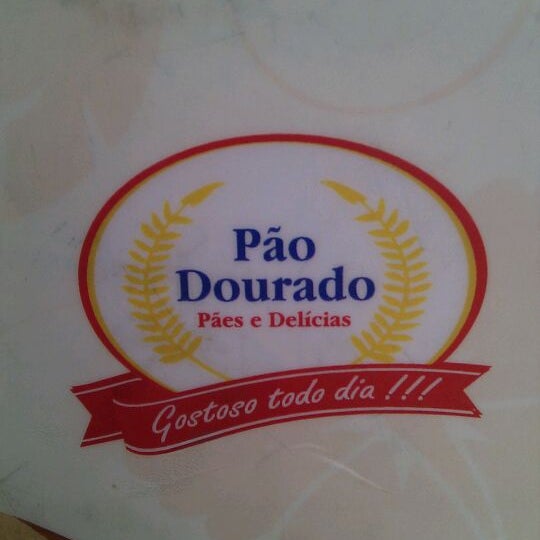 Pão
Dourado
Pães e Delícias
Gostoso todo dia !!!